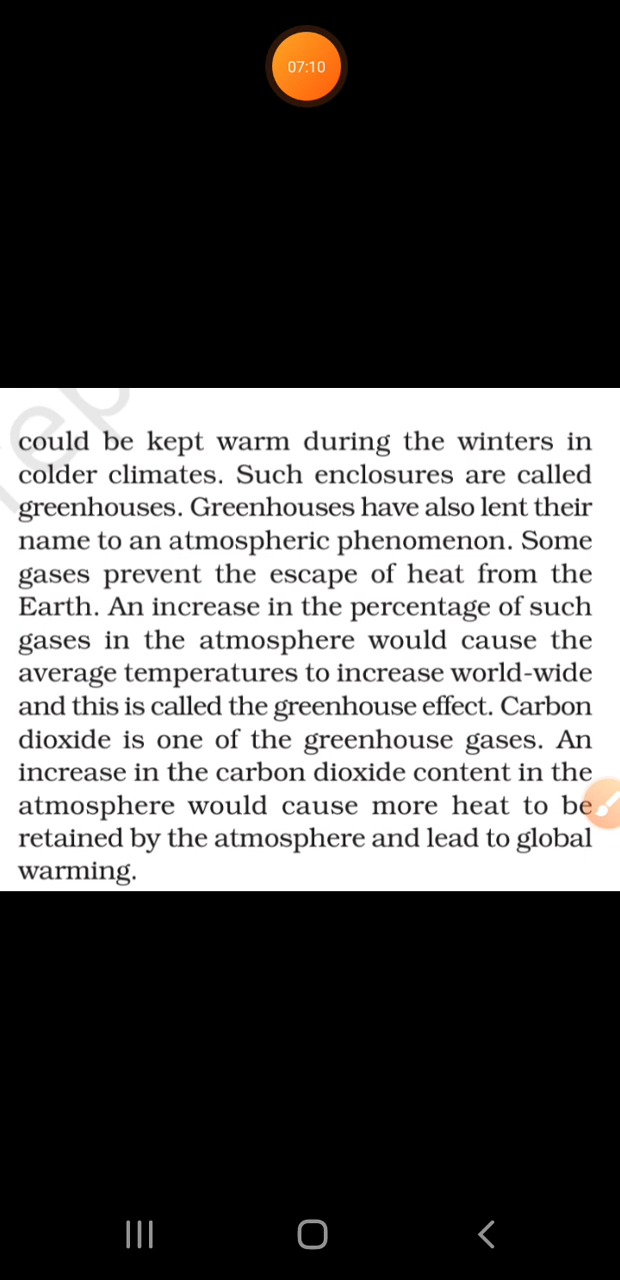 07:10
rep
could be kept warm during the winters in
colder climates. Such enclosures are called
greenhouses. Greenhouses have also lent their
name to an atmospheric phenomenon. Some
gases prevent the escape of heat from the
Earth. An increase in the percentage of such
gases in the atmosphere would cause the
average temperatures to increase world-wide
and this is called the greenhouse effect. Carbon
dioxide is one of the greenhouse gases. An
increase in the carbon dioxide content in the
atmosphere would cause more heat to be
retained by the atmosphere and lead to global
warming.